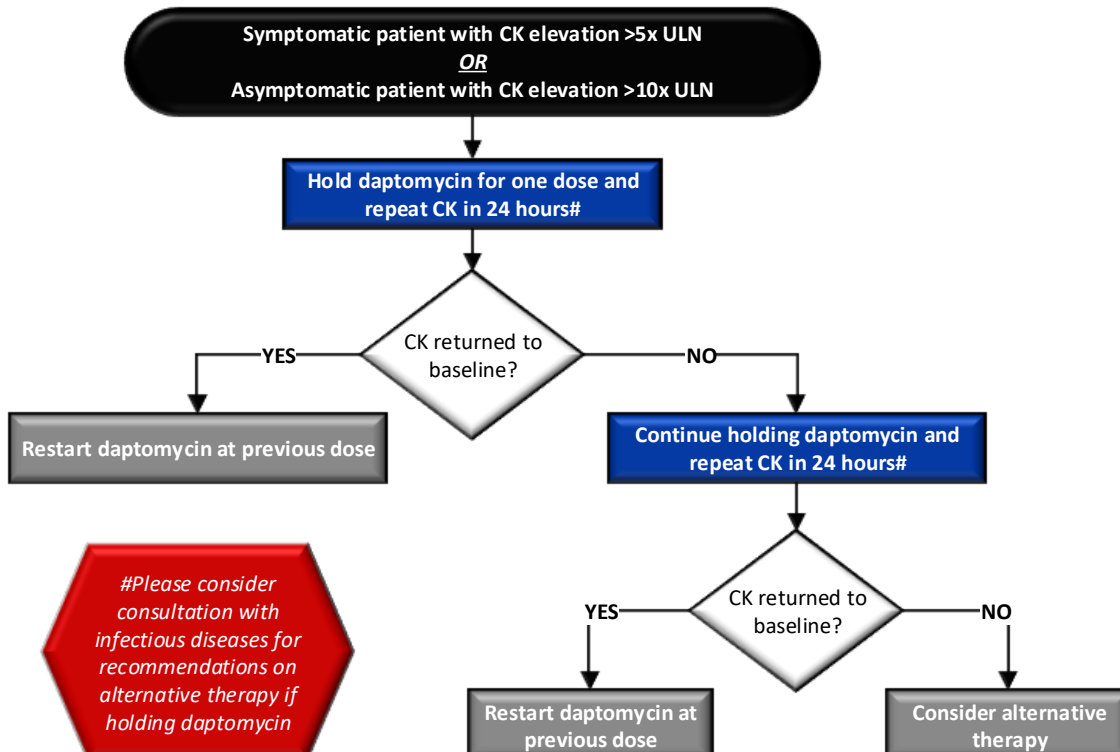 Symptomatic patient with CK elevation >5x ULN
OR
Asymptomatic patient with CK elevation >10x ULN
Hold daptomycin for one dose and
repeat CK in 24 hours#
CK returned to
baseline?
YES
NO
Restart daptomycin at previous dose
Continue holding daptomycin and
repeat CK in 24 hours#
#Please consider
consultation with
infectious diseases for
recommendations on
alternative therapy if
holding daptomycin
CK returned to
baseline?
YES
NO
Restart daptomycin at
previous dose
Consider alternative
therapy